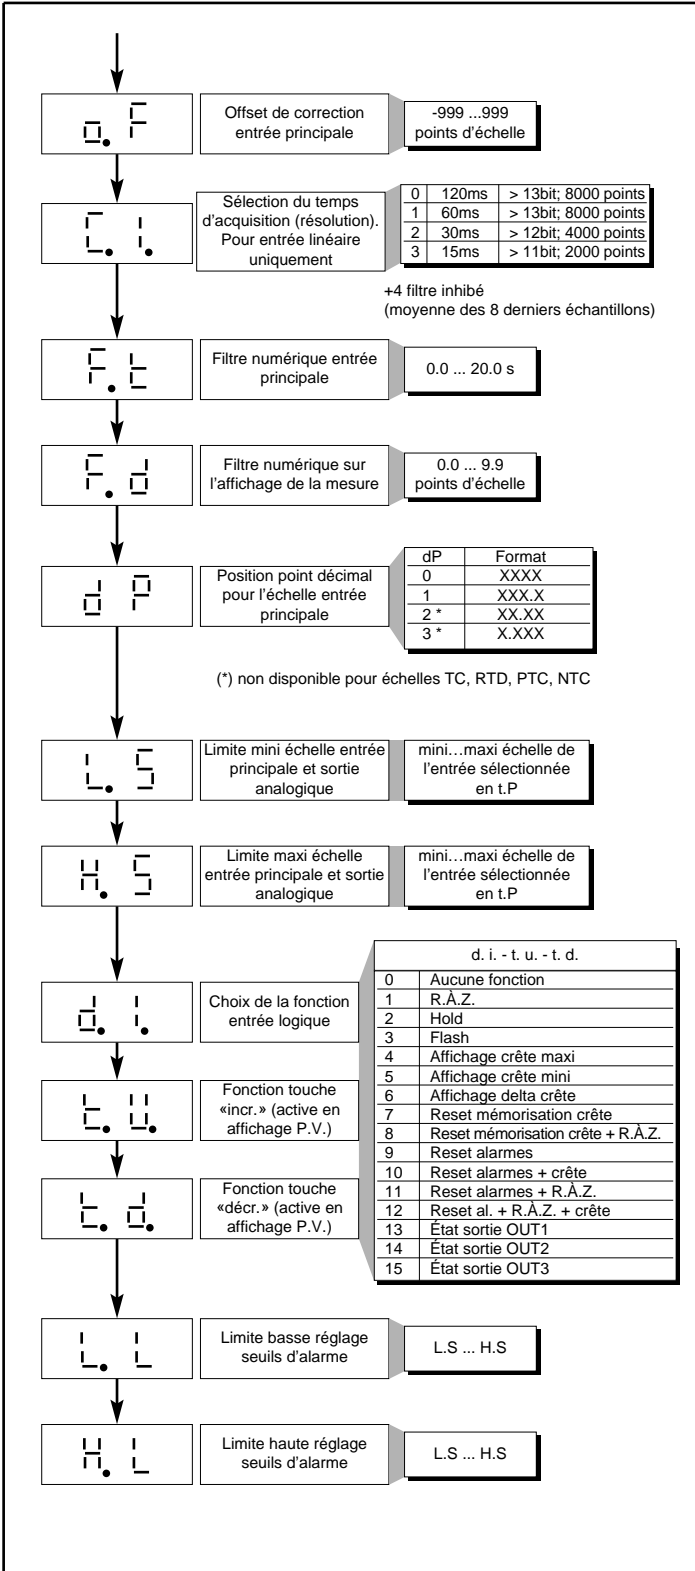 o. F
Offset de correction
entrée principale
-999 ...999
points d'échelle
C. I.
Sélection du temps
d'acquisition (résolution).
Pour entrée linéaire
uniquement
0 120ms > 13bit; 8000 points
1 60ms > 13bit; 8000 points
2 30ms > 12bit; 4000 points
3 15ms > 11bit; 2000 points
+4 filtre inhibé
(moyenne des 8 derniers échantillons)
F. t
Filtre numérique entrée
principale
0.0 ... 20.0 s
F. d
Filtre numérique sur
l'affichage de la mesure
0.0 ... 9.9
points d'échelle
d P
Position point décimal
pour l'échelle entrée
principale
dP Format
0 XXXX
1 XXX.X
2 * XX.XX
3 * X.XXX
(*) non disponible pour échelles TC, RTD, PTC, NTC
L. S
Limite mini échelle entrée
principale et sortie
analogique
mini…maxi échelle de
l'entrée sélectionnée
en t.P
H. S
Limite maxi échelle
entrée principale et sortie
analogique
mini…maxi échelle de
l'entrée sélectionnée
en t.P
d. I.
Choix de la fonction
entrée logique
t. U.
Fonction touche
«incr.» (active en
affichage P.V.)
t. d.
Fonction touche
«décr.» (active en
affichage P.V.)
d. i. - t. u. - t. d.
0 Aucune fonction
1 R.À.Z.
2 Hold
3 Flash
4 Affichage crête maxi
5 Affichage crête mini
6 Affichage delta crête
7 Reset mémorisation crête
8 Reset mémorisation crête + R.À.Z.
9 Reset alarmes
10 Reset alarmes + crête
11 Reset alarmes + R.À.Z.
12 Reset al. + R.À.Z. + crête
13 État sortie OUT1
14 État sortie OUT2
15 État sortie OUT3
L. L
Limite basse réglage
seuils d'alarme
L.S ... H.S
H. L
Limite haute réglage
seuils d'alarme
L.S ... H.S